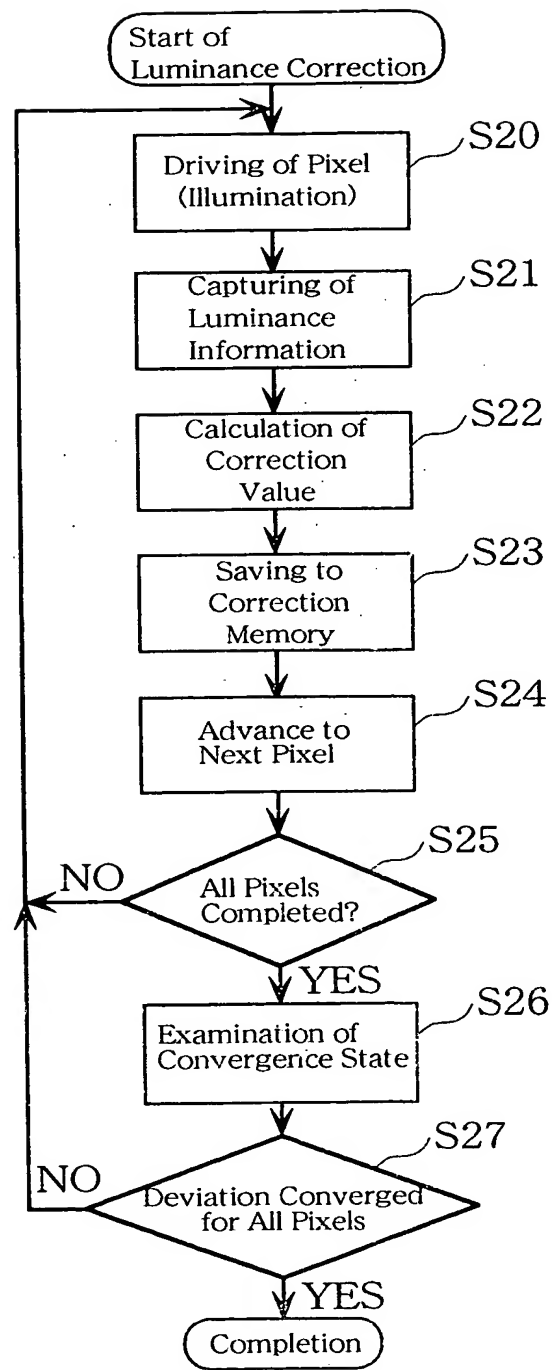 Start of
Luminance Correction
S20
Driving of Pixel
(Illumination)
S21
Capturing of
Luminance
Information
S22
Calculation of
Correction
Value
S23
Saving to
Correction
Memory
S24
Advance to
Next Pixel
S25
NO
All Pixels
Completed?
YES
S26
Examination of
Convergence State
S27
NO
Deviation Converged
for All Pixels
YES
Completion